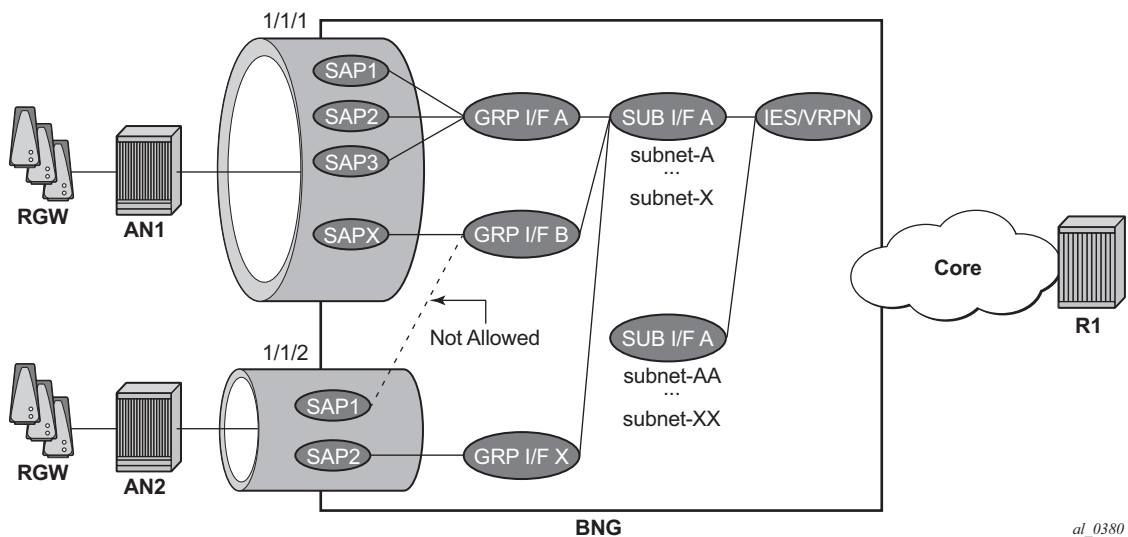 1/1/1
SAP1
SAP2
SAP3
SAPX
GRP I/F A
SUB I/F A
IES/VRPN
subnet-A
...
subnet-X
RGW
AN1
GRP I/F B
Not Allowed
Core
R1
SUB I/F A
subnet-AA
...
subnet-XX
1/1/2
SAP1
SAP2
GRP I/F X
RGW
AN2
BNG
al_0380